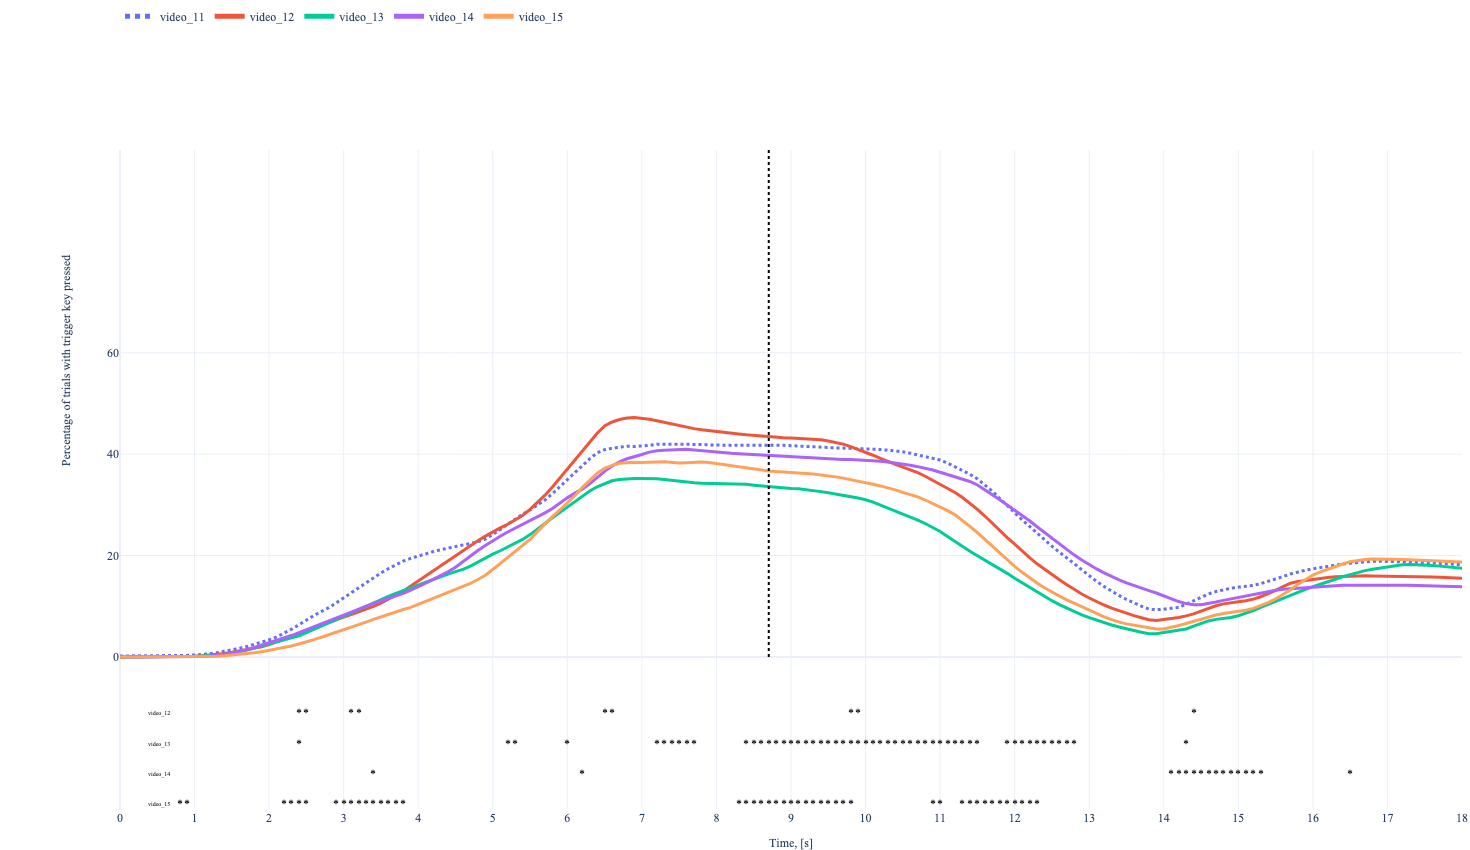 video_11 video_12 video_13 video_14 video_15
Percentage of trials with trigger key pressed
60
40
20
0
video_12 ** ** ** ** *
video_13 * ** * ****** ******************************** **********
video_14 * * ************* *
video_15 ** **** ********** **************** ** ***********
0 1 2 3 4 5 6 7 8 9 10 11 12 13 14 15 16 17 18
Time, [s]